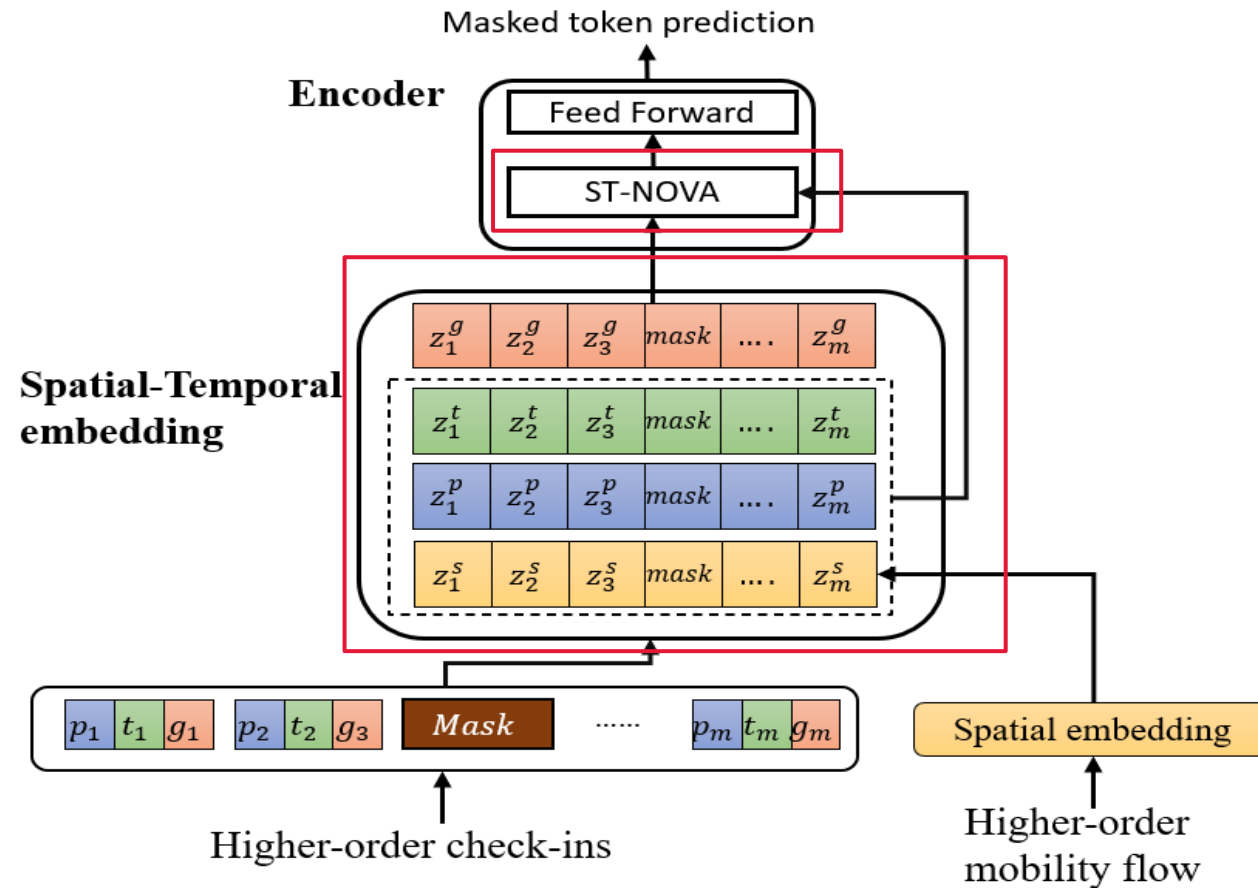 Masked token prediction
Encoder
Feed Forward
ST-NOVA
z_1^g z_2^g z_3^g mask .... z_m^g
Spatial-Temporal
embedding
z_1^t z_2^t z_3^t mask .... z_m^t
z_1^p z_2^p z_3^p mask .... z_m^p
z_1^s z_2^s z_3^s mask .... z_m^s
p_1 t_1 g_1 p_2 t_2 g_3 Mask ...... p_m t_m g_m
Spatial embedding
Higher-order check-ins
Higher-order
mobility flow